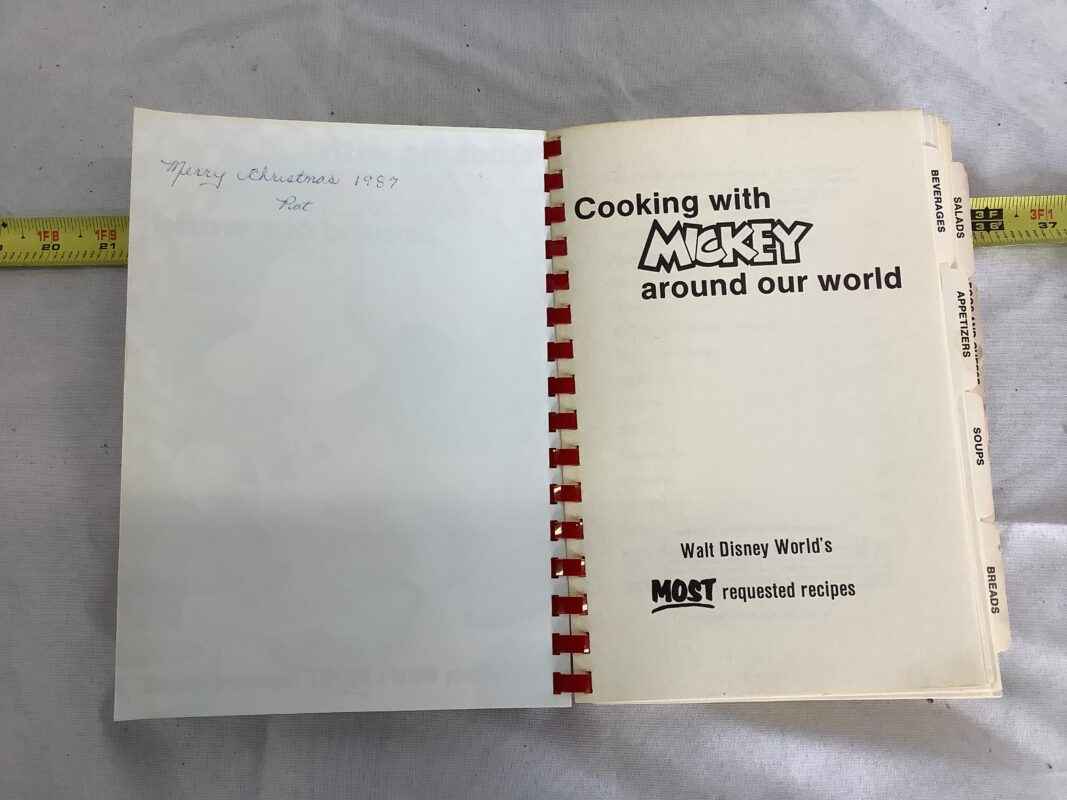 Merry Christmas 1987
Pat
Cooking with
MICKEY
around our world
Walt Disney World's
MOST requested recipes
BEVERAGES
SALADS
APPETIZERS
SOUPS
BREADS
1F8
1F9
20
21
3F
3F1
36
37